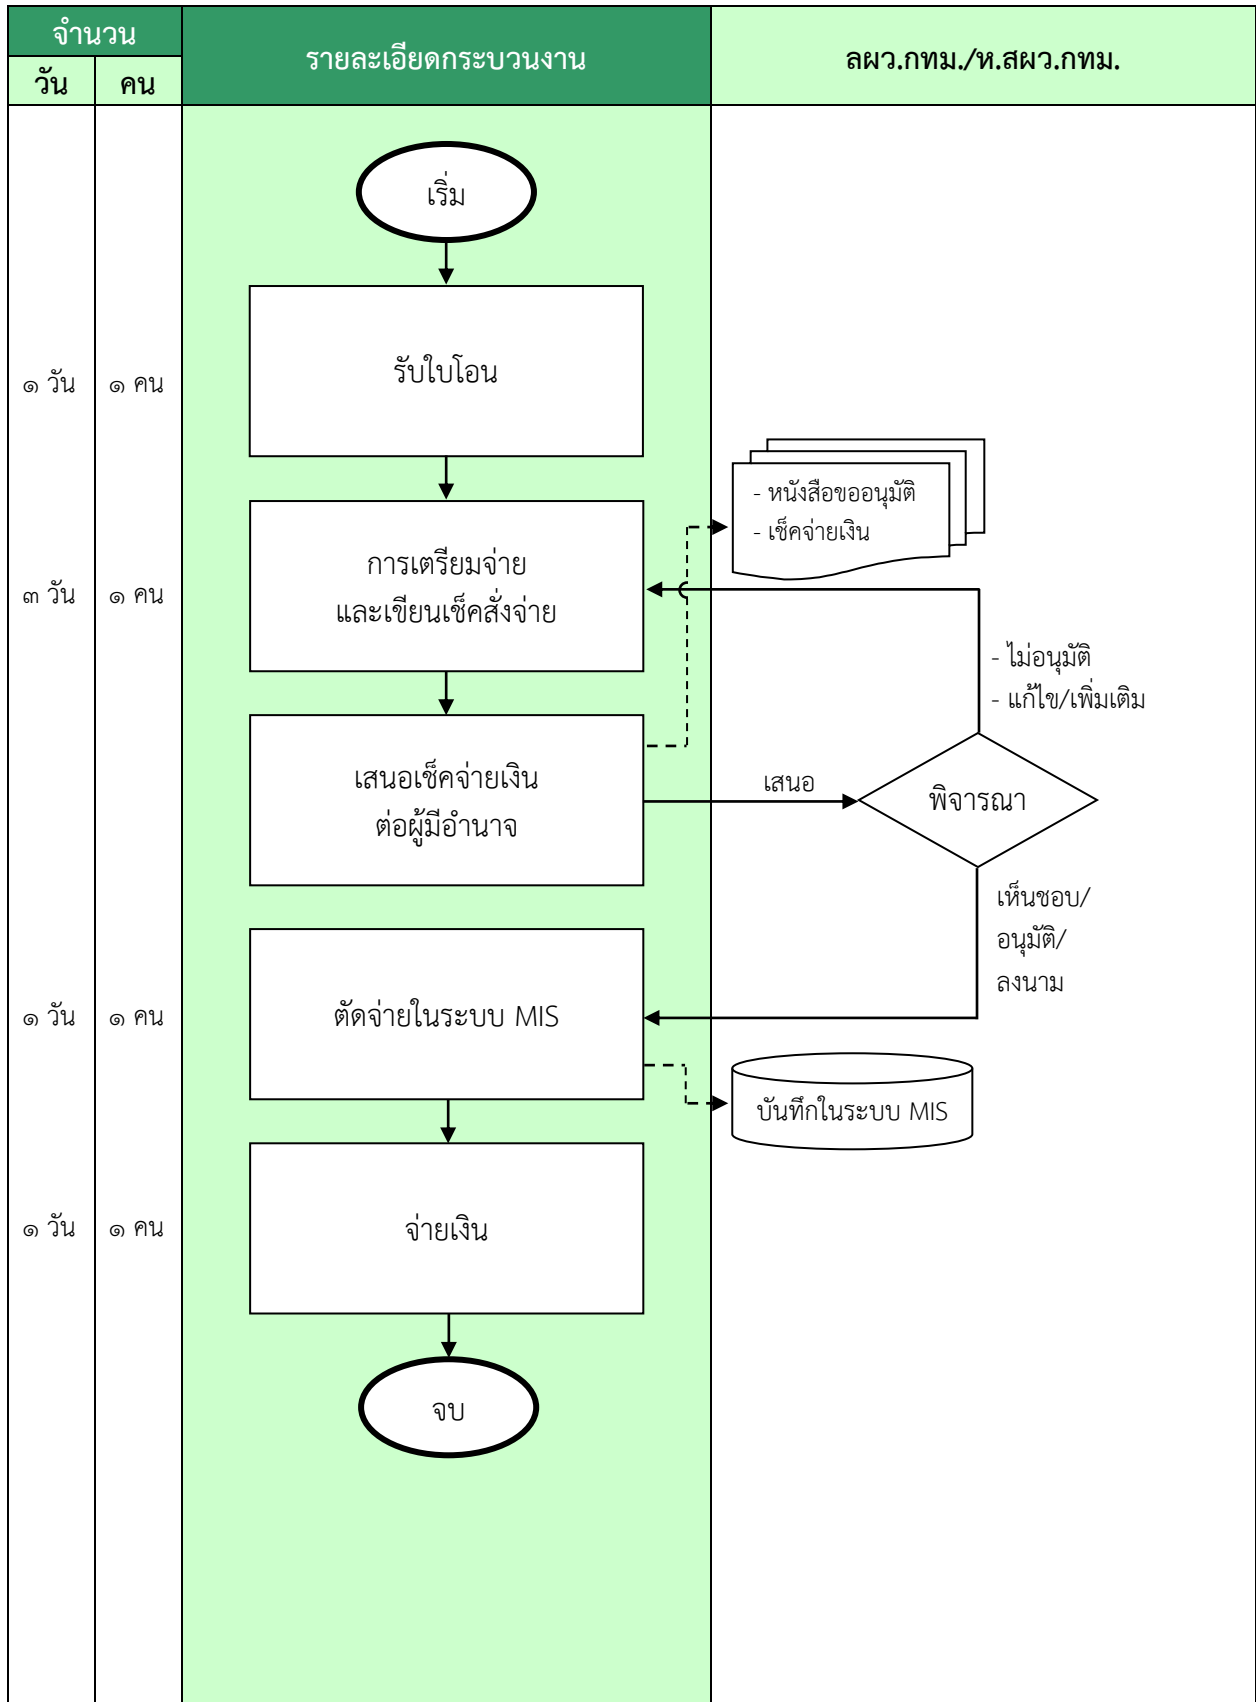 จำนวน
วัน
คน
รายละเอียดกระบวนงาน
ลผว.กทม./ห.สผว.กทม.
เริ่ม
๑ วัน
๑ คน
รับใบโอน
- หนังสือขออนุมัติ
- เช็คจ่ายเงิน
๓ วัน
๑ คน
การเตรียมจ่าย
และเขียนเช็คสั่งจ่าย
- ไม่อนุมัติ
- แก้ไข/เพิ่มเติม
เสนอเช็คจ่ายเงิน
ต่อผู้มีอำนาจ
เสนอ
พิจารณา
เห็นชอบ/
อนุมัติ/
ลงนาม
๑ วัน
๑ คน
ตัดจ่ายในระบบ MIS
บันทึกในระบบ MIS
๑ วัน
๑ คน
จ่ายเงิน
จบ